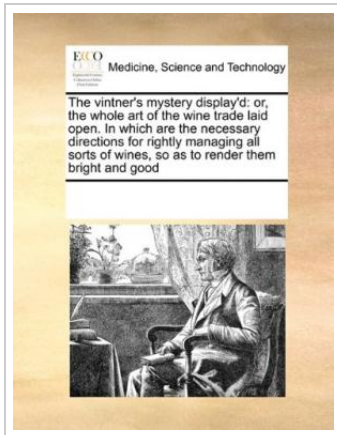 ECCO
Medicine, Science and Technology
The vintner's mystery display'd: or,
the whole art of the wine trade laid
open. In which are the necessary
directions for rightly managing all
sorts of wines, so as to render them
bright and good